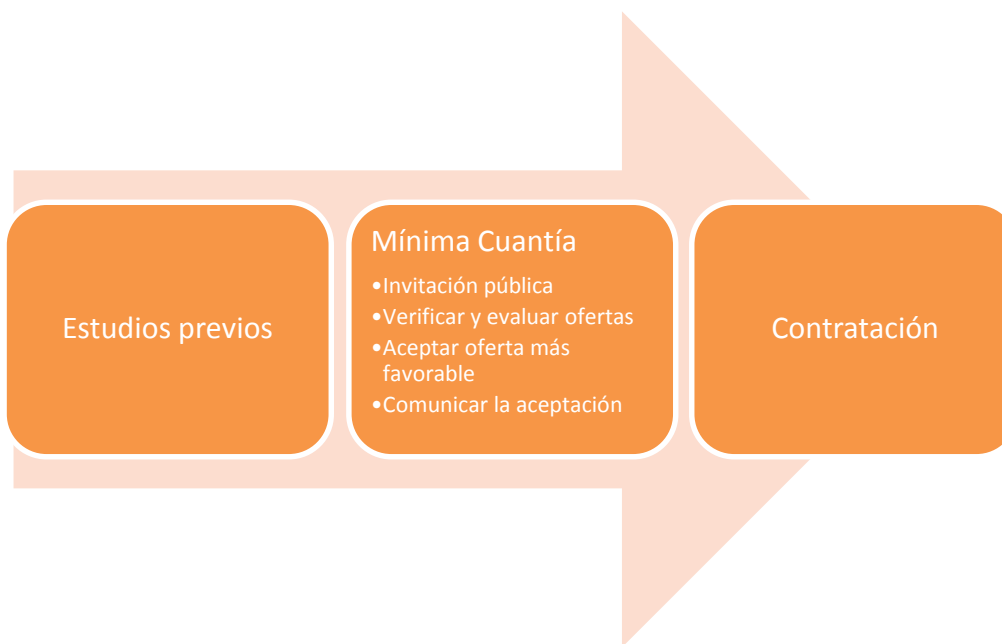 Estudios previos
Mínima Cuantía
•Invitación pública
•Verificar y evaluar ofertas
•Aceptar oferta más
favorable
•Comunicar la aceptación
Contratación